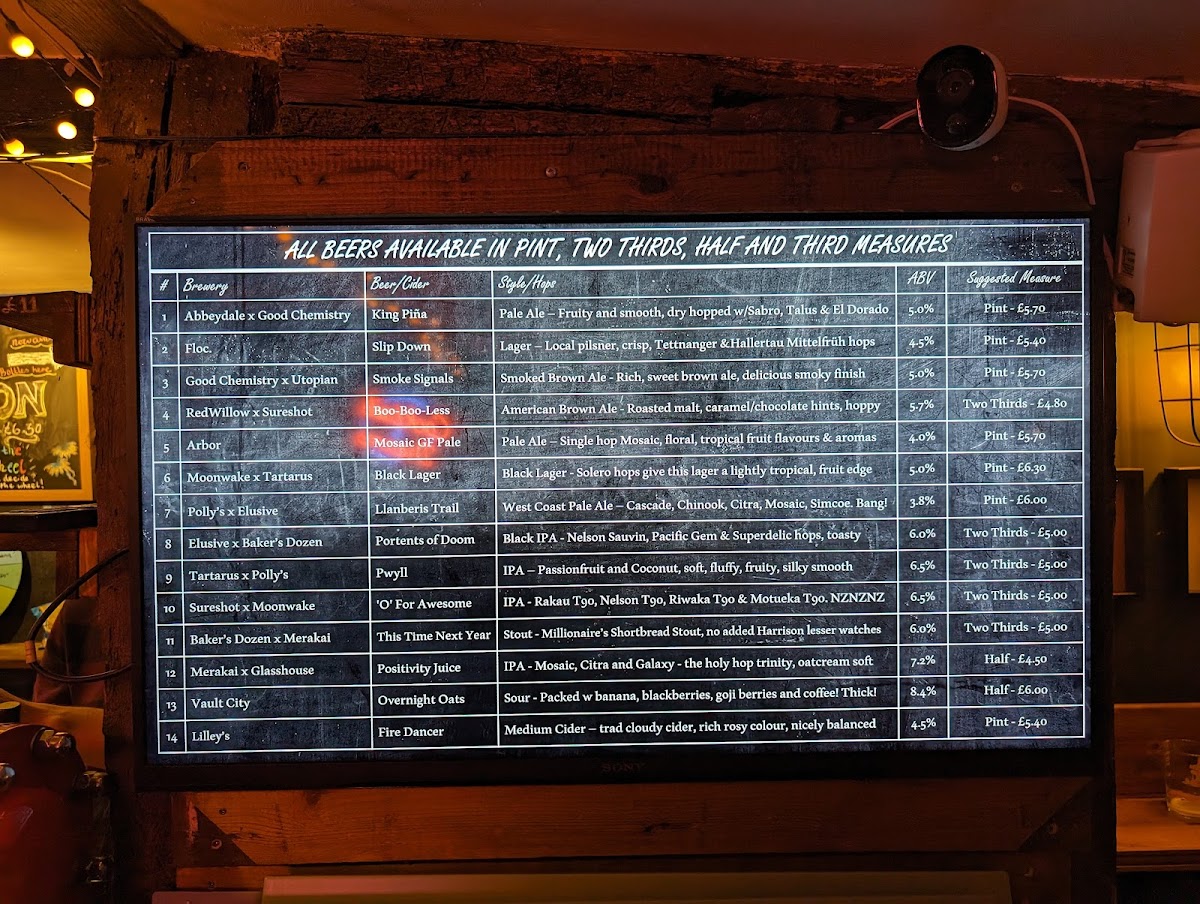 ALL BEERS AVAILABLE IN PINT, TWO THIRDS, HALF AND THIRD MEASURES
# Brewery Beer/Cider Style/Hops ABV Suggested Measure
1 Abbeydale x Good Chemistry King Piña Pale Ale – Fruity and smooth, dry hopped w/Sabro, Talus & El Dorado 5.0% Pint - £5.70
2 Floc. Slip Down Lager – Local pilsner, crisp, Tettnanger &Hallertau Mittelfrüh hops 4.5% Pint - £5.40
3 Good Chemistry x Utopian Smoke Signals Smoked Brown Ale - Rich, sweet brown ale, delicious smoky finish 5.0% Pint - £5.70
4 RedWillow x Sureshot Boo-Boo-Less American Brown Ale - Roasted malt, caramel/chocolate hints, hoppy 5.7% Two Thirds - £4.80
5 Arbor Mosaic GF Pale Pale Ale – Single hop Mosaic, floral, tropical fruit flavours & aromas 4.0% Pint - £5.70
6 Moonwake x Tartarus Black Lager Black Lager - Solero hops give this lager a lightly tropical, fruit edge 5.0% Pint - £6.30
7 Polly's x Elusive Llanberis Trail West Coast Pale Ale – Cascade, Chinook, Citra, Mosaic, Simcoe. Bang! 3.8% Pint - £6.00
8 Elusive x Baker's Dozen Portents of Doom Black IPA - Nelson Sauvin, Pacific Gem & Superdelic hops, toasty 6.0% Two Thirds - £5.00
9 Tartarus x Polly's Pwyll IPA – Passionfruit and Coconut, soft, fluffy, fruity, silky smooth 6.5% Two Thirds - £5.00
10 Sureshot x Moonwake 'O' For Awesome IPA - Rakau T90, Nelson T90, Riwaka T90 & Motueka T90. NZNZNZ 6.5% Two Thirds - £5.00
11 Baker's Dozen x Merakai This Time Next Year Stout - Millionaire's Shortbread Stout, no added Harrison lesser watches 6.0% Two Thirds - £5.00
12 Merakai x Glasshouse Positivity Juice IPA - Mosaic, Citra and Galaxy - the holy hop trinity, oatcream soft 7.2% Half - £4.50
13 Vault City Overnight Oats Sour - Packed w banana, blackberries, goji berries and coffee! Thick! 8.4% Half - £6.00
14 Lilley's Fire Dancer Medium Cider – trad cloudy cider, rich rosy colour, nicely balanced 4.5% Pint - £5.40
SONY
£11
ON
£6.50
the
decide
the wheel!